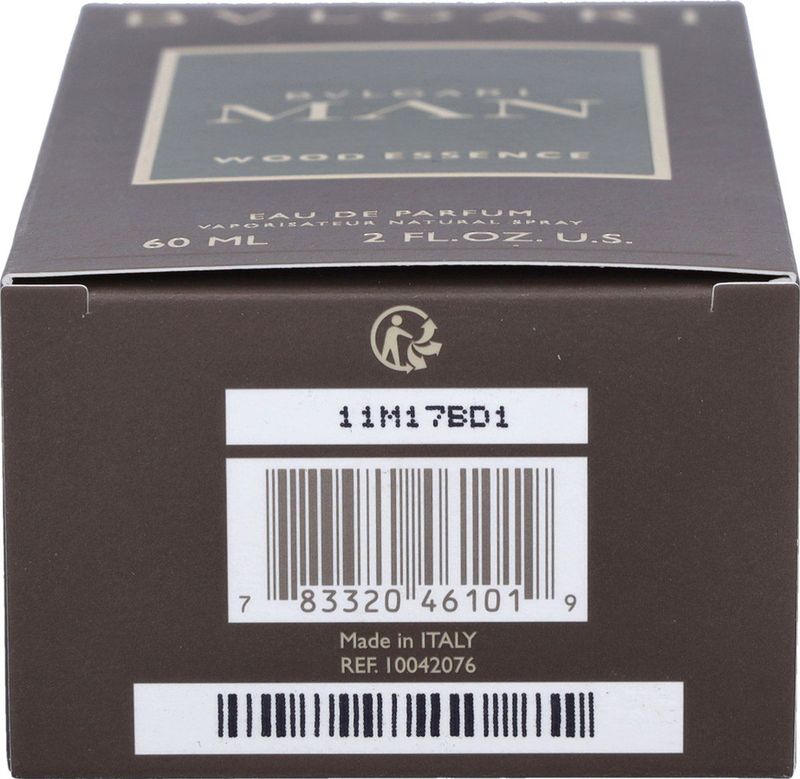 BVLGARI
BVLGARI
MAN
WOOD ESSENCE
EAU DE PARFUM
VAPORISATEUR NATURAL SPRAY
60 ML 2 FL.OZ. U.S.
11M17BD1
7 83320 46101 9
Made in ITALY
REF. 10042076